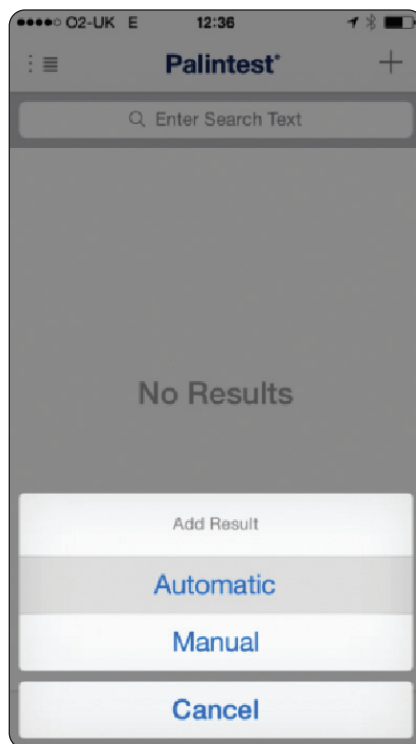 O2-UK E 12:36
Palintest®
Enter Search Text
No Results
Add Result
Automatic
Manual
Cancel